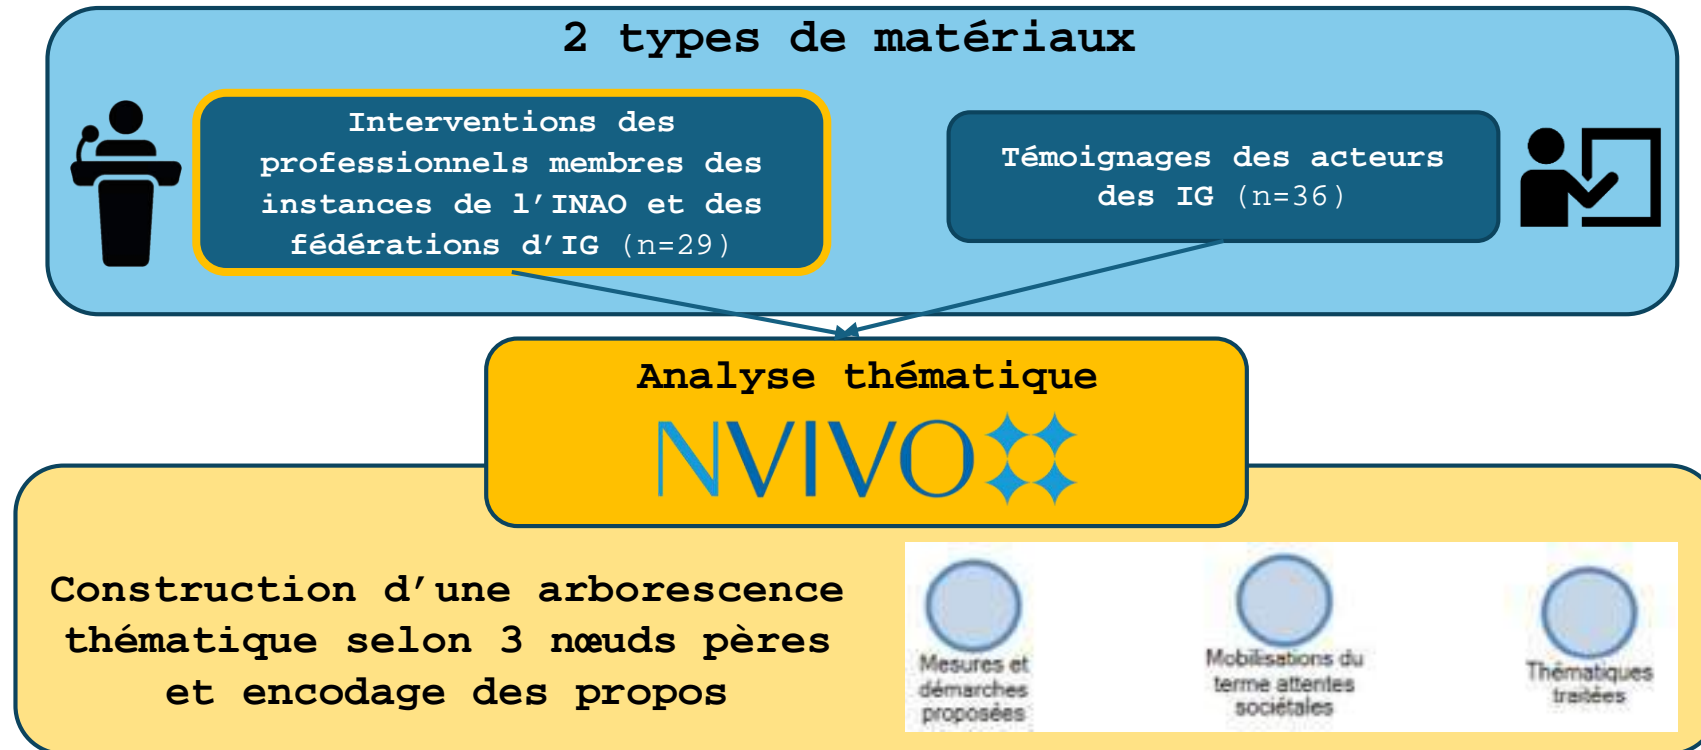 2 types de matériaux
Interventions des
professionnels membres des
instances de l’INAO et des
fédérations d’IG (n=29)
Témoignages des acteurs
des IG (n=36)
Analyse thématique
NVIVO
Construction d’une arborescence
thématique selon 3 nœuds pères
et encodage des propos
Mesures et
démarches
proposées
Mobilisations du
terme attentes
sociétales
Thématiques
traitées